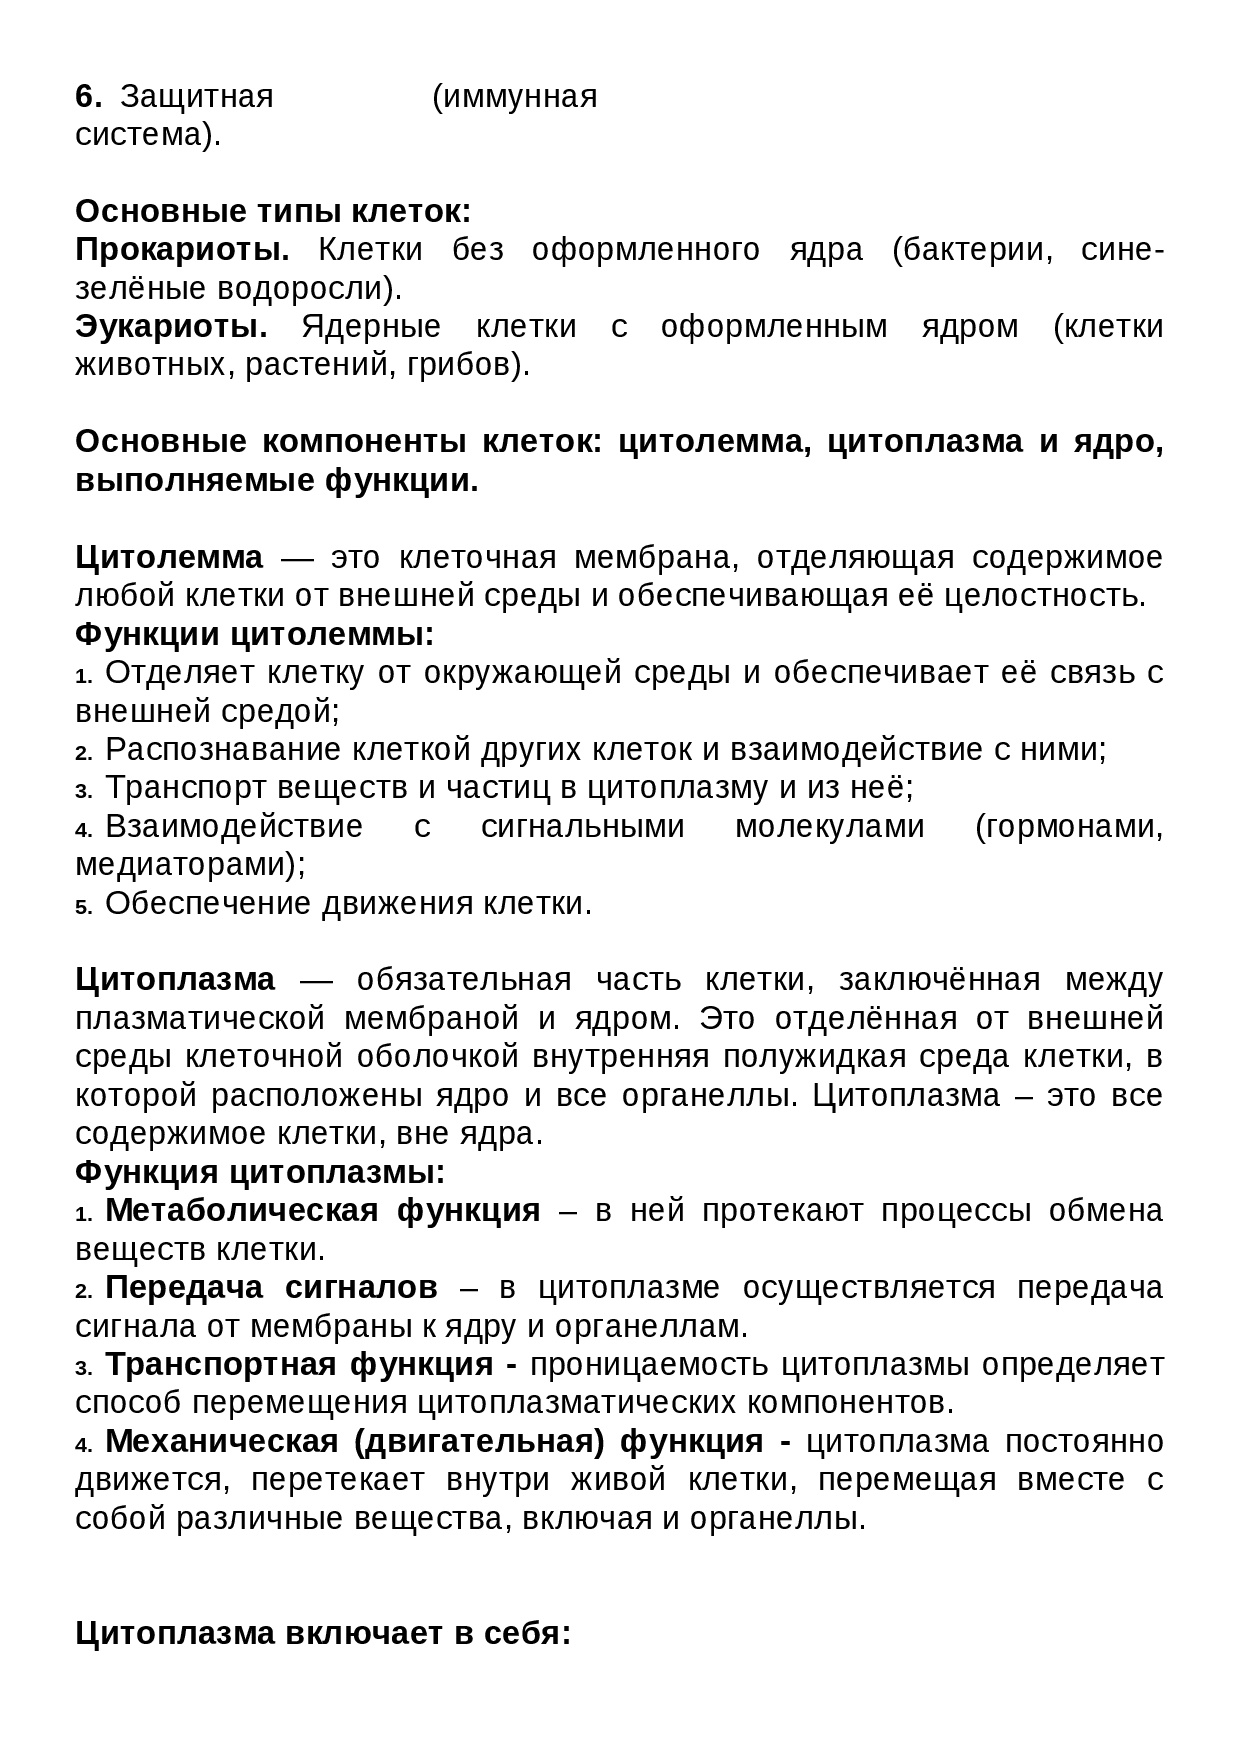 6. Защитная (иммунная
система).
Основные типы клеток:
Прокариоты. Клетки без оформленного ядра (бактерии, сине-
зелёные водоросли).
Эукариоты. Ядерные клетки с оформленным ядром (клетки
животных, растений, грибов).
Основные компоненты клеток: цитолемма, цитоплазма и ядро,
выполняемые функции.
Цитолемма — это клеточная мембрана, отделяющая содержимое
любой клетки от внешней среды и обеспечивающая её целостность.
Функции цитолеммы:
1. Отделяет клетку от окружающей среды и обеспечивает её связь с
внешней средой;
2. Распознавание клеткой других клеток и взаимодействие с ними;
3. Транспорт веществ и частиц в цитоплазму и из неё;
4. Взаимодействие с сигнальными молекулами (гормонами,
медиаторами);
5. Обеспечение движения клетки.
Цитоплазма — обязательная часть клетки, заключённая между
плазматической мембраной и ядром. Это отделённая от внешней
среды клеточной оболочкой внутренняя полужидкая среда клетки, в
которой расположены ядро и все органеллы. Цитоплазма – это все
содержимое клетки, вне ядра.
Функция цитоплазмы:
1. Метаболическая функция – в ней протекают процессы обмена
веществ клетки.
2. Передача сигналов – в цитоплазме осуществляется передача
сигнала от мембраны к ядру и органеллам.
3. Транспортная функция - проницаемость цитоплазмы определяет
способ перемещения цитоплазматических компонентов.
4. Механическая (двигательная) функция - цитоплазма постоянно
движется, перетекает внутри живой клетки, перемещая вместе с
собой различные вещества, включая и органеллы.
Цитоплазма включает в себя: